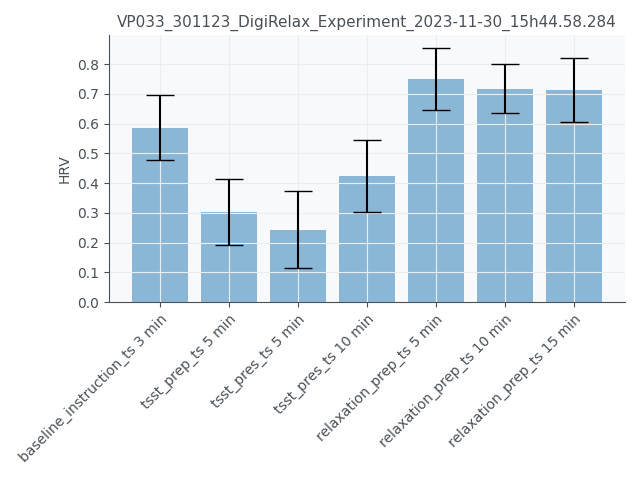 VP033_301123_DigiRelax_Experiment_2023-11-30_15h44.58.284
HRV
0.8
0.7
0.6
0.5
0.4
0.3
0.2
0.1
0.0
baseline_instruction_ts 3 min
tsst_prep_ts 5 min
tsst_pres_ts 5 min
tsst_pres_ts 10 min
relaxation_prep_ts 5 min
relaxation_prep_ts 10 min
relaxation_prep_ts 15 min